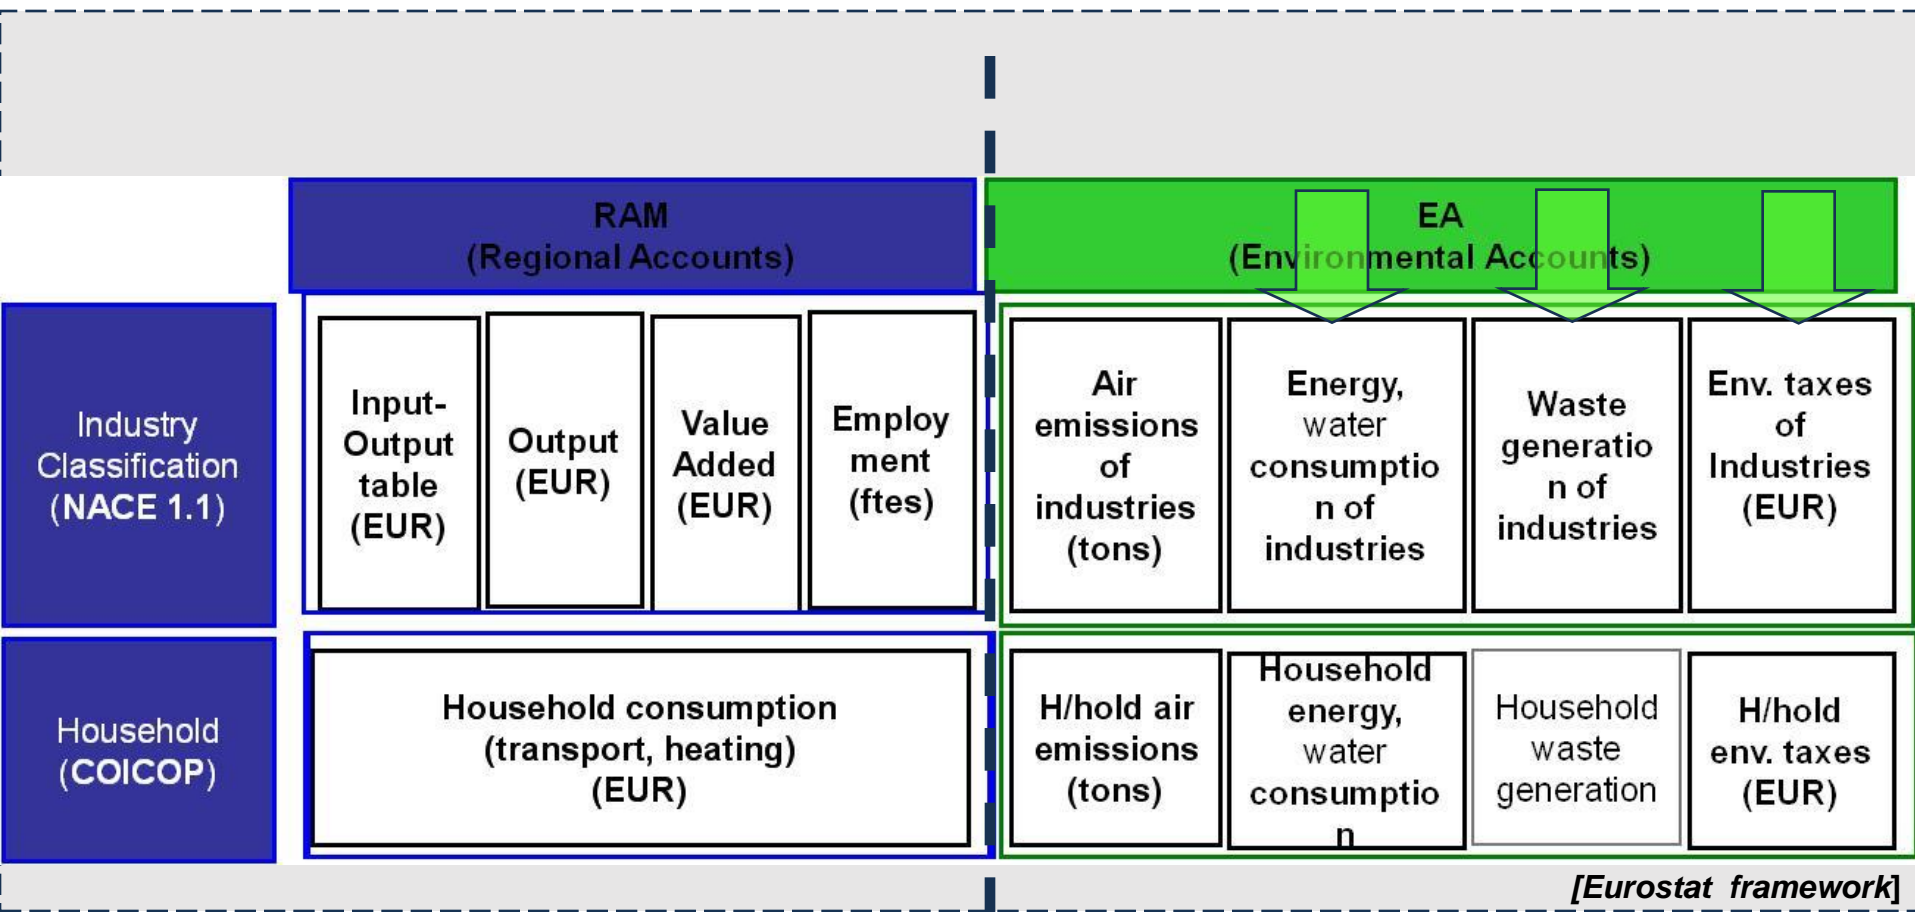 RAM
(Regional Accounts)
EA
(Environmental Accounts)
Industry
Classification
(NACE 1.1)
Input-
Output
table
(EUR)
Output
(EUR)
Value
Added
(EUR)
Employ
ment
(ftes)
Air
emissions
of
industries
(tons)
Energy,
water
consumptio
n of
industries
Waste
generatio
n of
industries
Env. taxes
of
Industries
(EUR)
Household
(COICOP)
Household consumption
(transport, heating)
(EUR)
H/hold air
emissions
(tons)
Household
energy,
water
consumptio
n
Household
waste
generation
H/hold
env. taxes
(EUR)
[Eurostat framework]